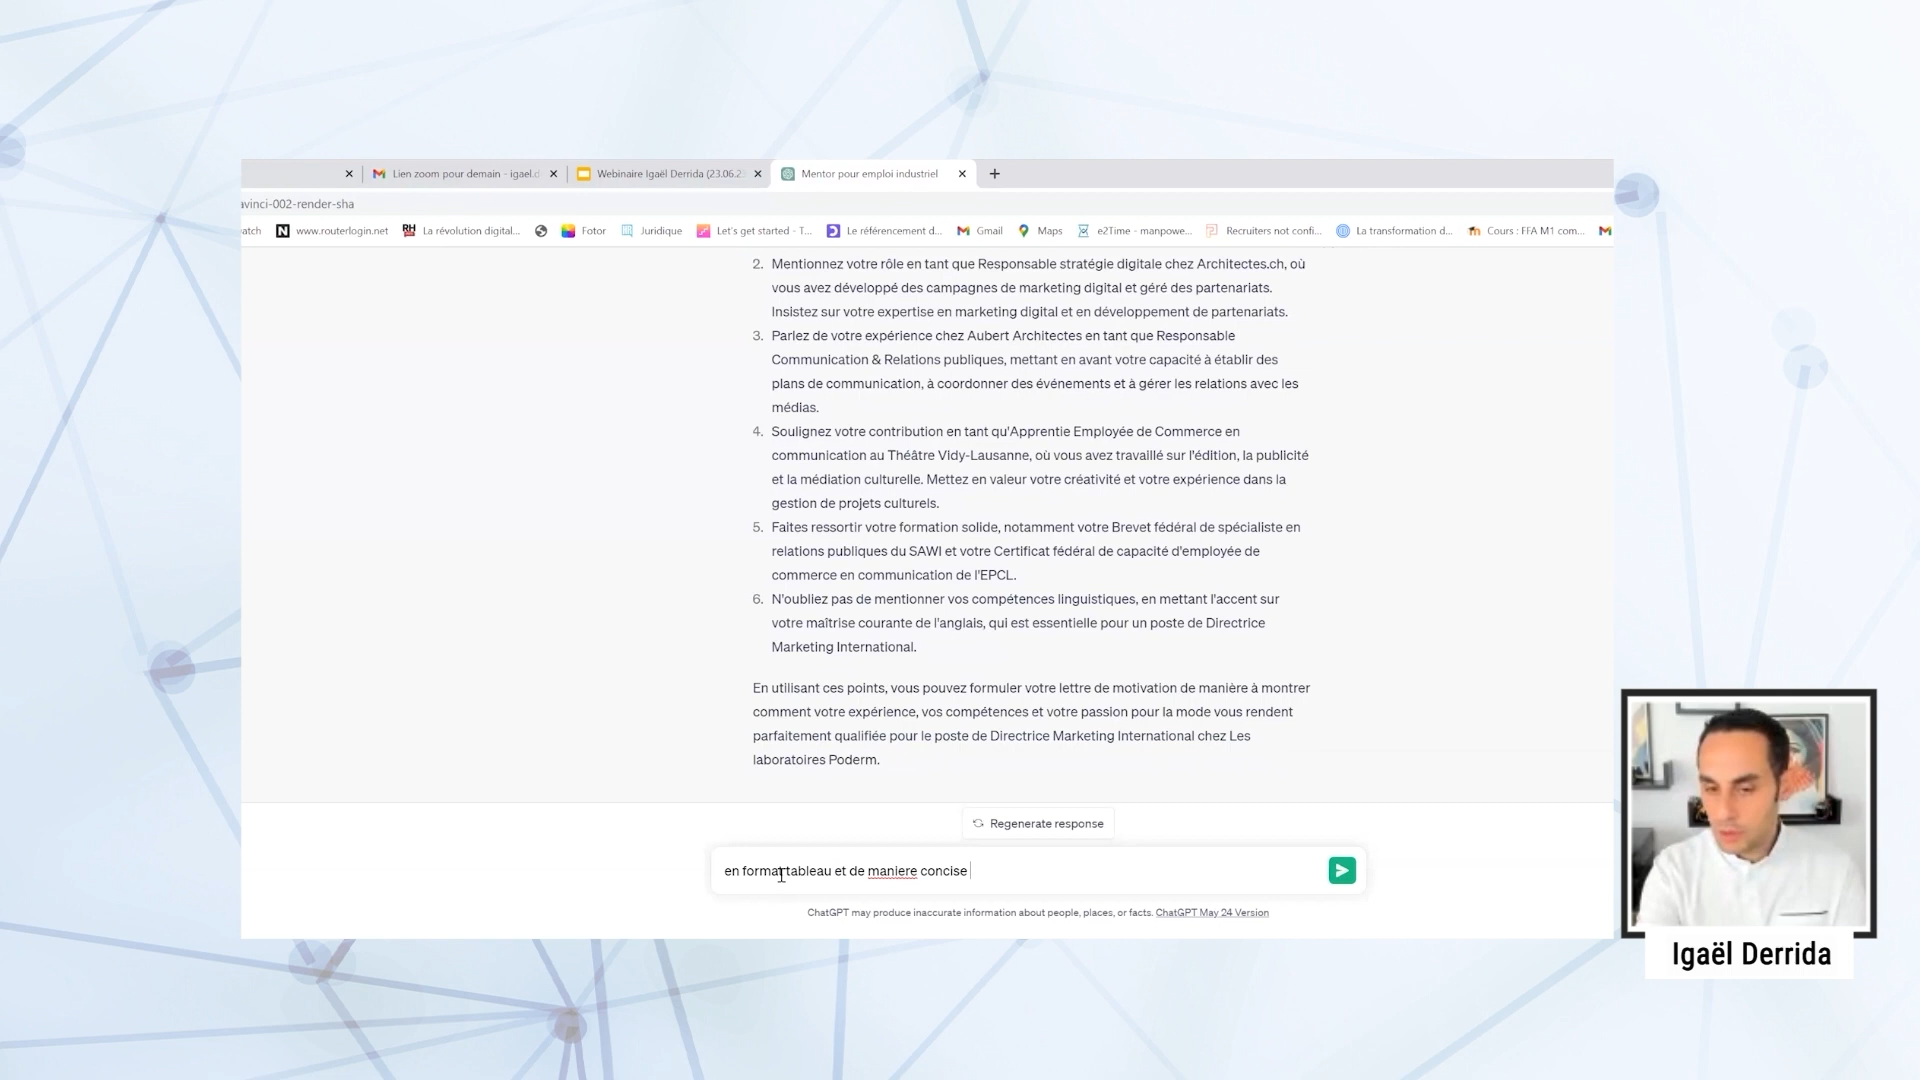 Lien zoom pour demain - igael.d
Webinaire Igaël Derrida (23.06.23
Mentor pour emploi industriel
avinci-002-render-sha
atch
www.routerlogin.net
RH
La révolution digital...
Fotor
Juridique
Let's get started - T...
Le référencement d...
Gmail
Maps
e2Time - manpowe...
Recruiters not confi...
La transformation d...
Cours : FFA M1 com...
2. Mentionnez votre rôle en tant que Responsable stratégie digitale chez Architectes.ch, où
vous avez développé des campagnes de marketing digital et géré des partenariats.
Insistez sur votre expertise en marketing digital et en développement de partenariats.
3. Parlez de votre expérience chez Aubert Architectes en tant que Responsable
Communication & Relations publiques, mettant en avant votre capacité à établir des
plans de communication, à coordonner des événements et à gérer les relations avec les
médias.
4. Soulignez votre contribution en tant qu'Apprentie Employée de Commerce en
communication au Théâtre Vidy-Lausanne, où vous avez travaillé sur l'édition, la publicité
et la médiation culturelle. Mettez en valeur votre créativité et votre expérience dans la
gestion de projets culturels.
5. Faites ressortir votre formation solide, notamment votre Brevet fédéral de spécialiste en
relations publiques du SAWI et votre Certificat fédéral de capacité d'employée de
commerce en communication de l'EPCL.
6. N'oubliez pas de mentionner vos compétences linguistiques, en mettant l'accent sur
votre maîtrise courante de l'anglais, qui est essentielle pour un poste de Directrice
Marketing International.
En utilisant ces points, vous pouvez formuler votre lettre de motivation de manière à montrer
comment votre expérience, vos compétences et votre passion pour la mode vous rendent
parfaitement qualifiée pour le poste de Directrice Marketing International chez Les
laboratoires Poderm.
Regenerate response
en format tableau et de maniere concise
ChatGPT may produce inaccurate information about people, places, or facts. ChatGPT May 24 Version
Igaël Derrida